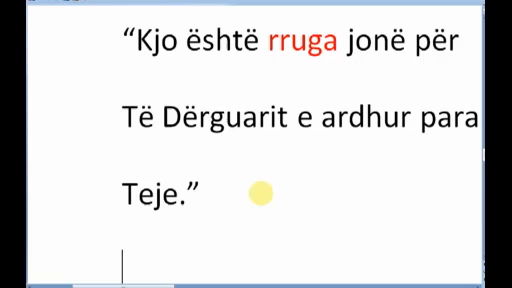 “Kjo është rruga jonë për
Të Dërguarit e ardhur para
Teje.”